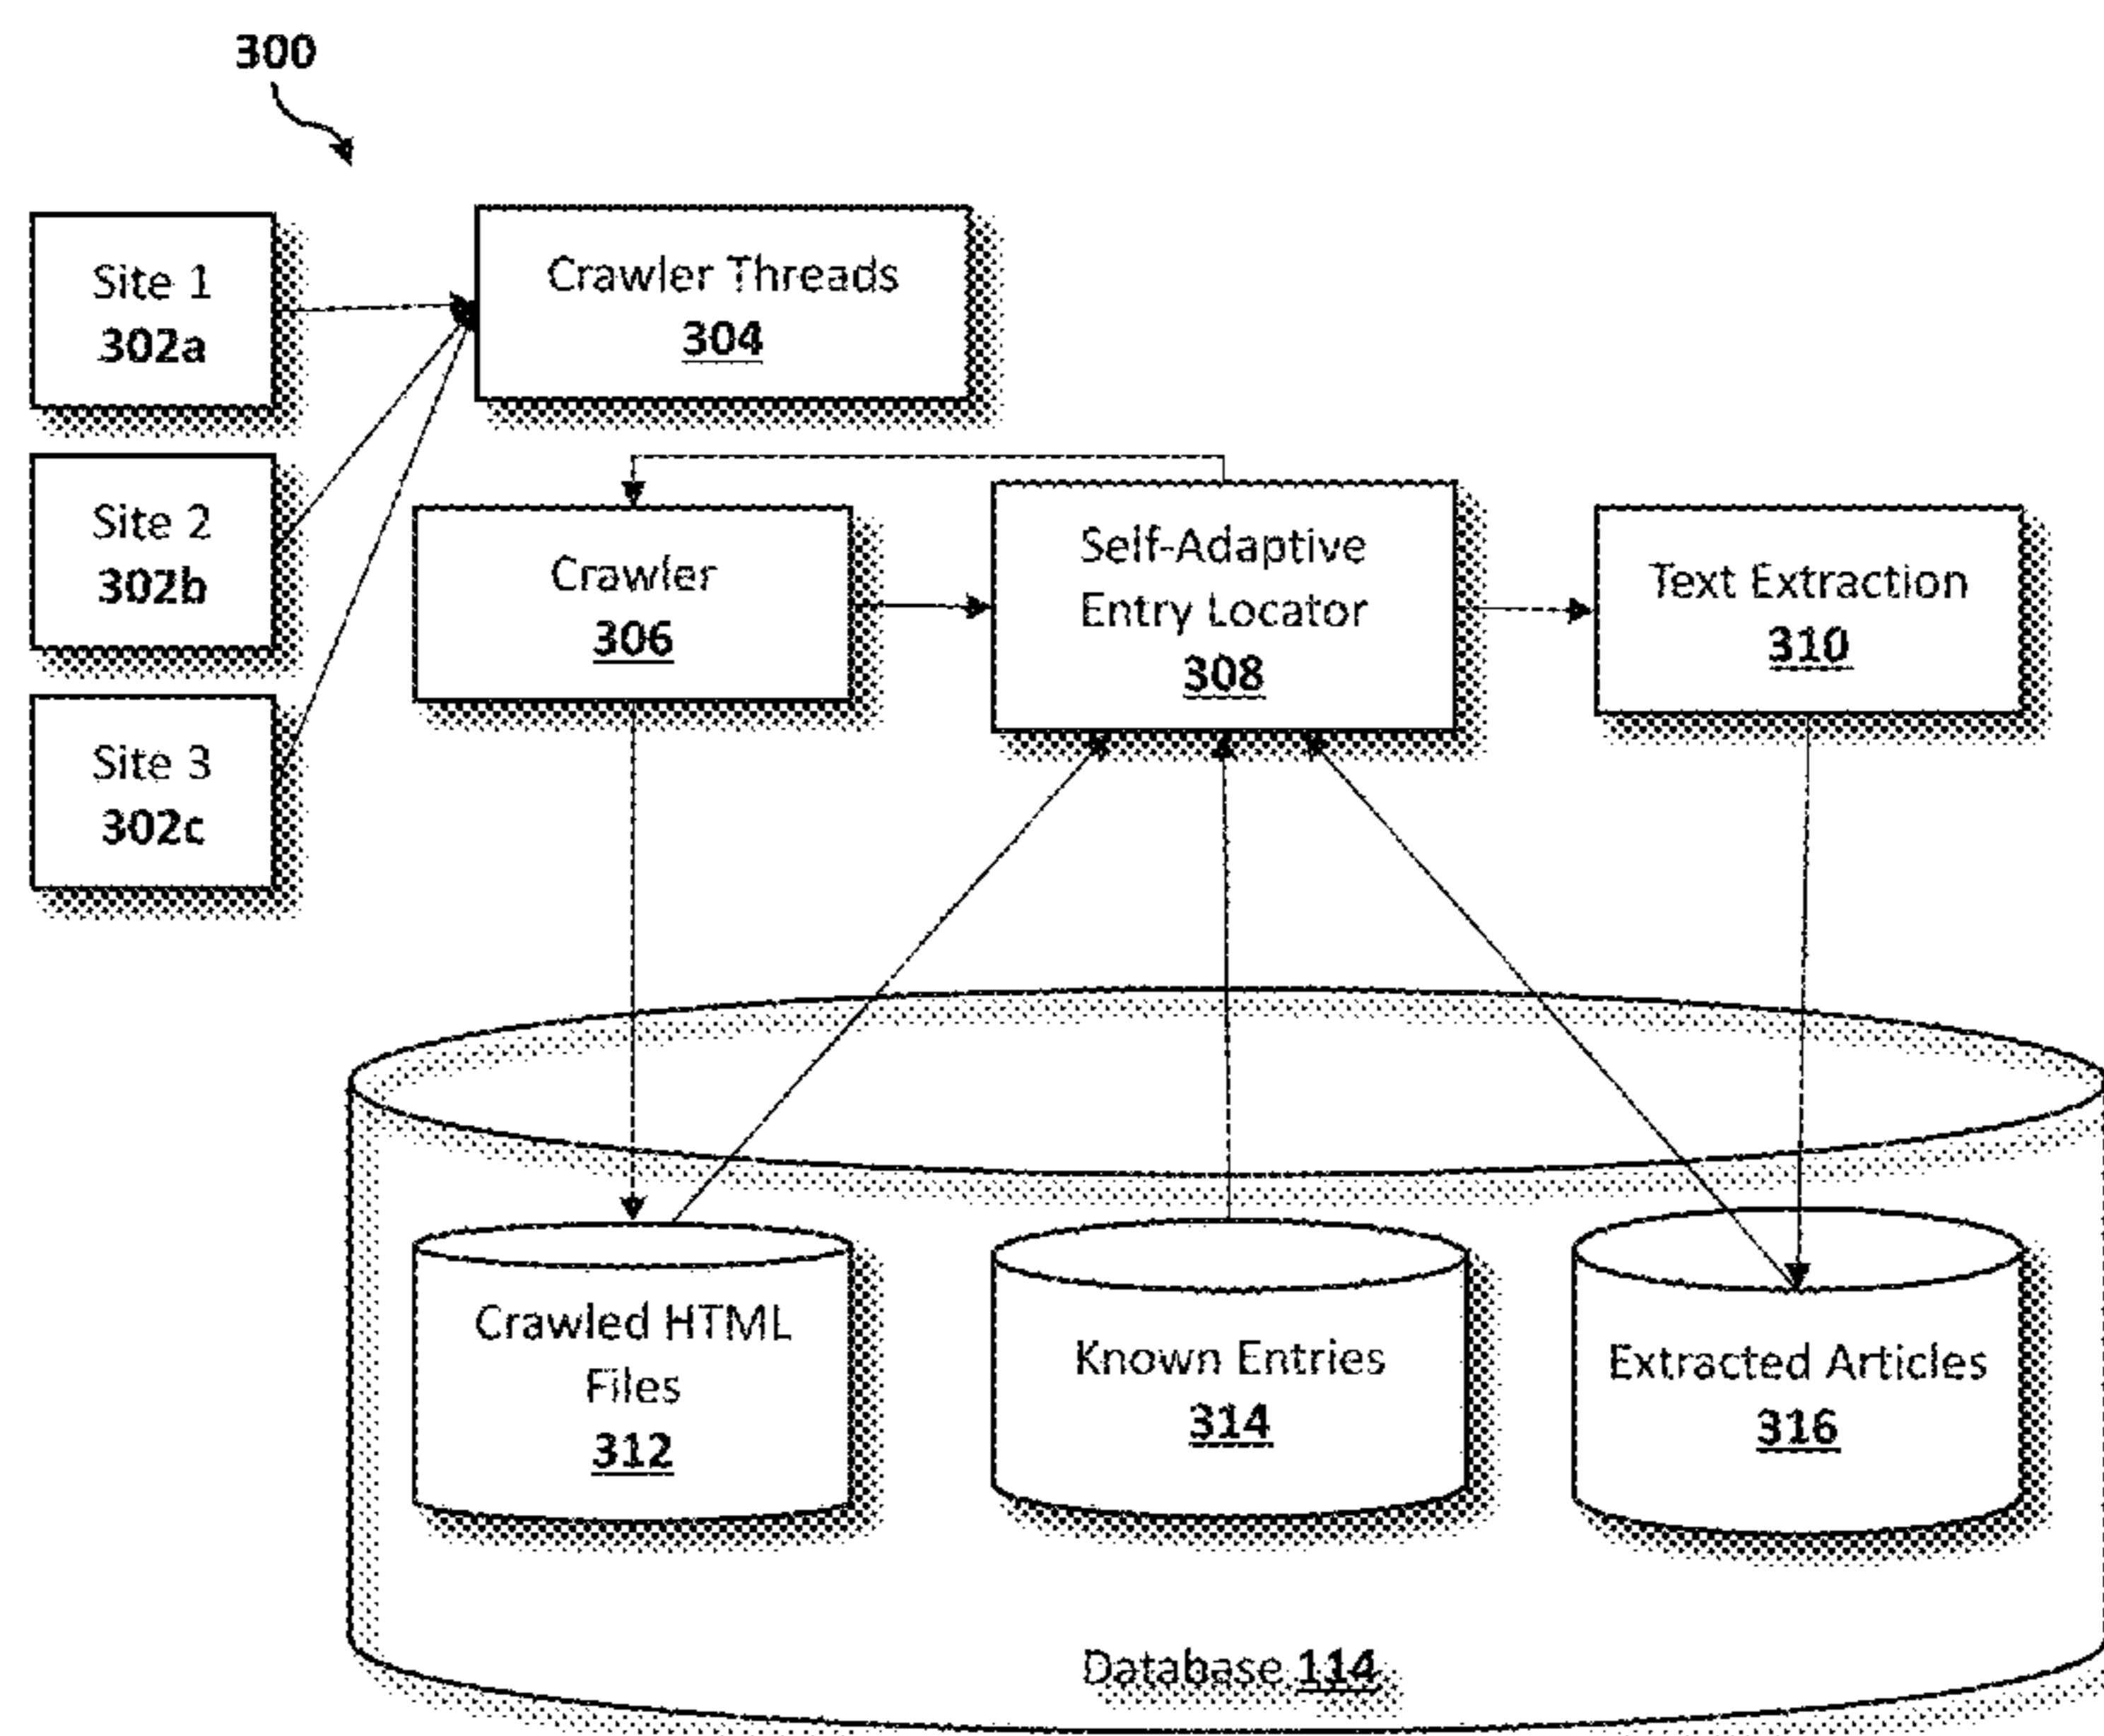 300
Site 1
302a
Crawler Threads
304
Site 2
302b
Crawler
306
Self-Adaptive
Entry Locator
308
Text Extraction
310
Site 3
302c
Crawled HTML
Files
312
Known Entries
314
Extracted Articles
316
Database 114